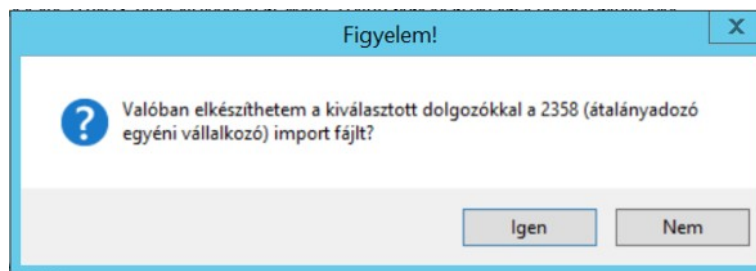 Figyelem!
X
Valóban elkészíthetem a kiválasztott dolgozókkal a 2358 (átalányadozó
egyéni vállalkozó) import fájlt?
Igen
Nem